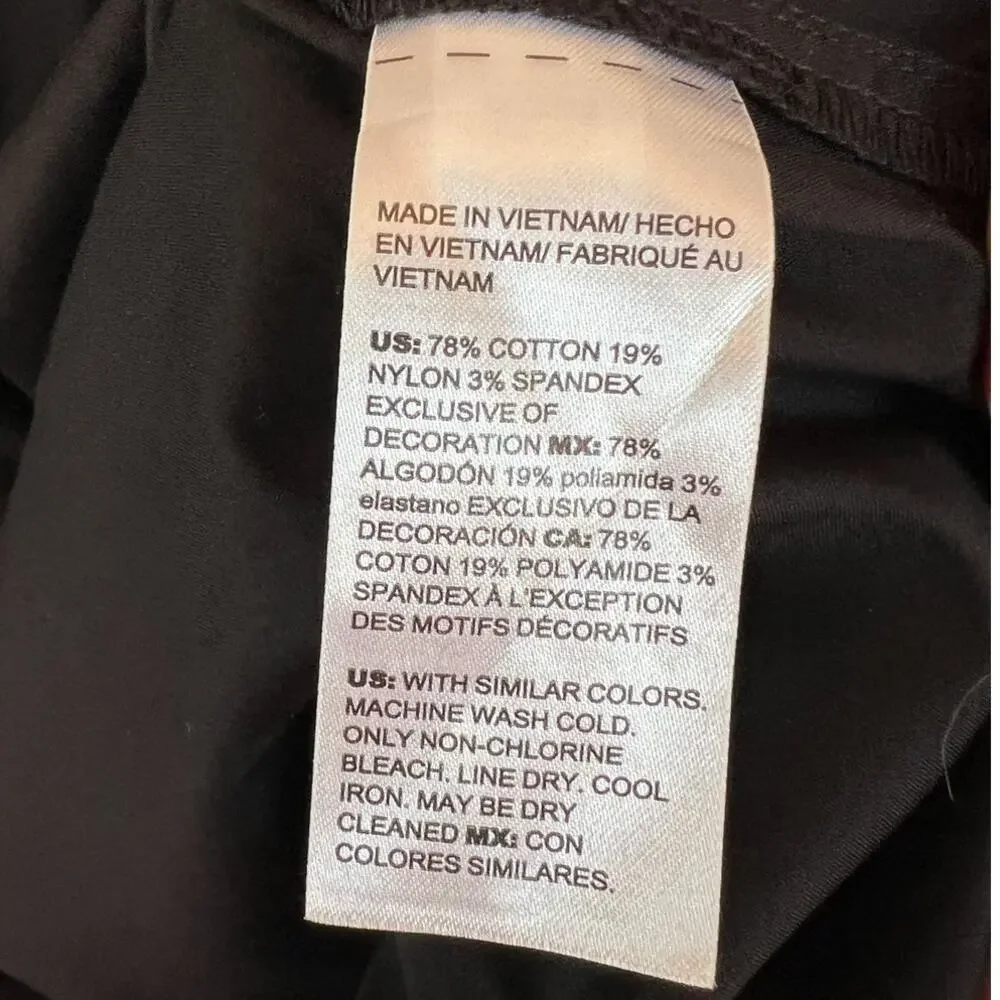 MADE IN VIETNAM/ HECHO
EN VIETNAM/ FABRIQUÉ AU
VIETNAM
US: 78% COTTON 19%
NYLON 3% SPANDEX
EXCLUSIVE OF
DECORATION MX: 78%
ALGODÓN 19% poliamida 3%
elastano EXCLUSIVO DE LA
DECORACIÓN CA: 78%
COTON 19% POLYAMIDE 3%
SPANDEX À L'EXCEPTION
DES MOTIFS DÉCORATIFS
US: WITH SIMILAR COLORS.
MACHINE WASH COLD.
ONLY NON-CHLORINE
BLEACH. LINE DRY. COOL
IRON. MAY BE DRY
CLEANED MX: CON
COLORES SIMILARES.